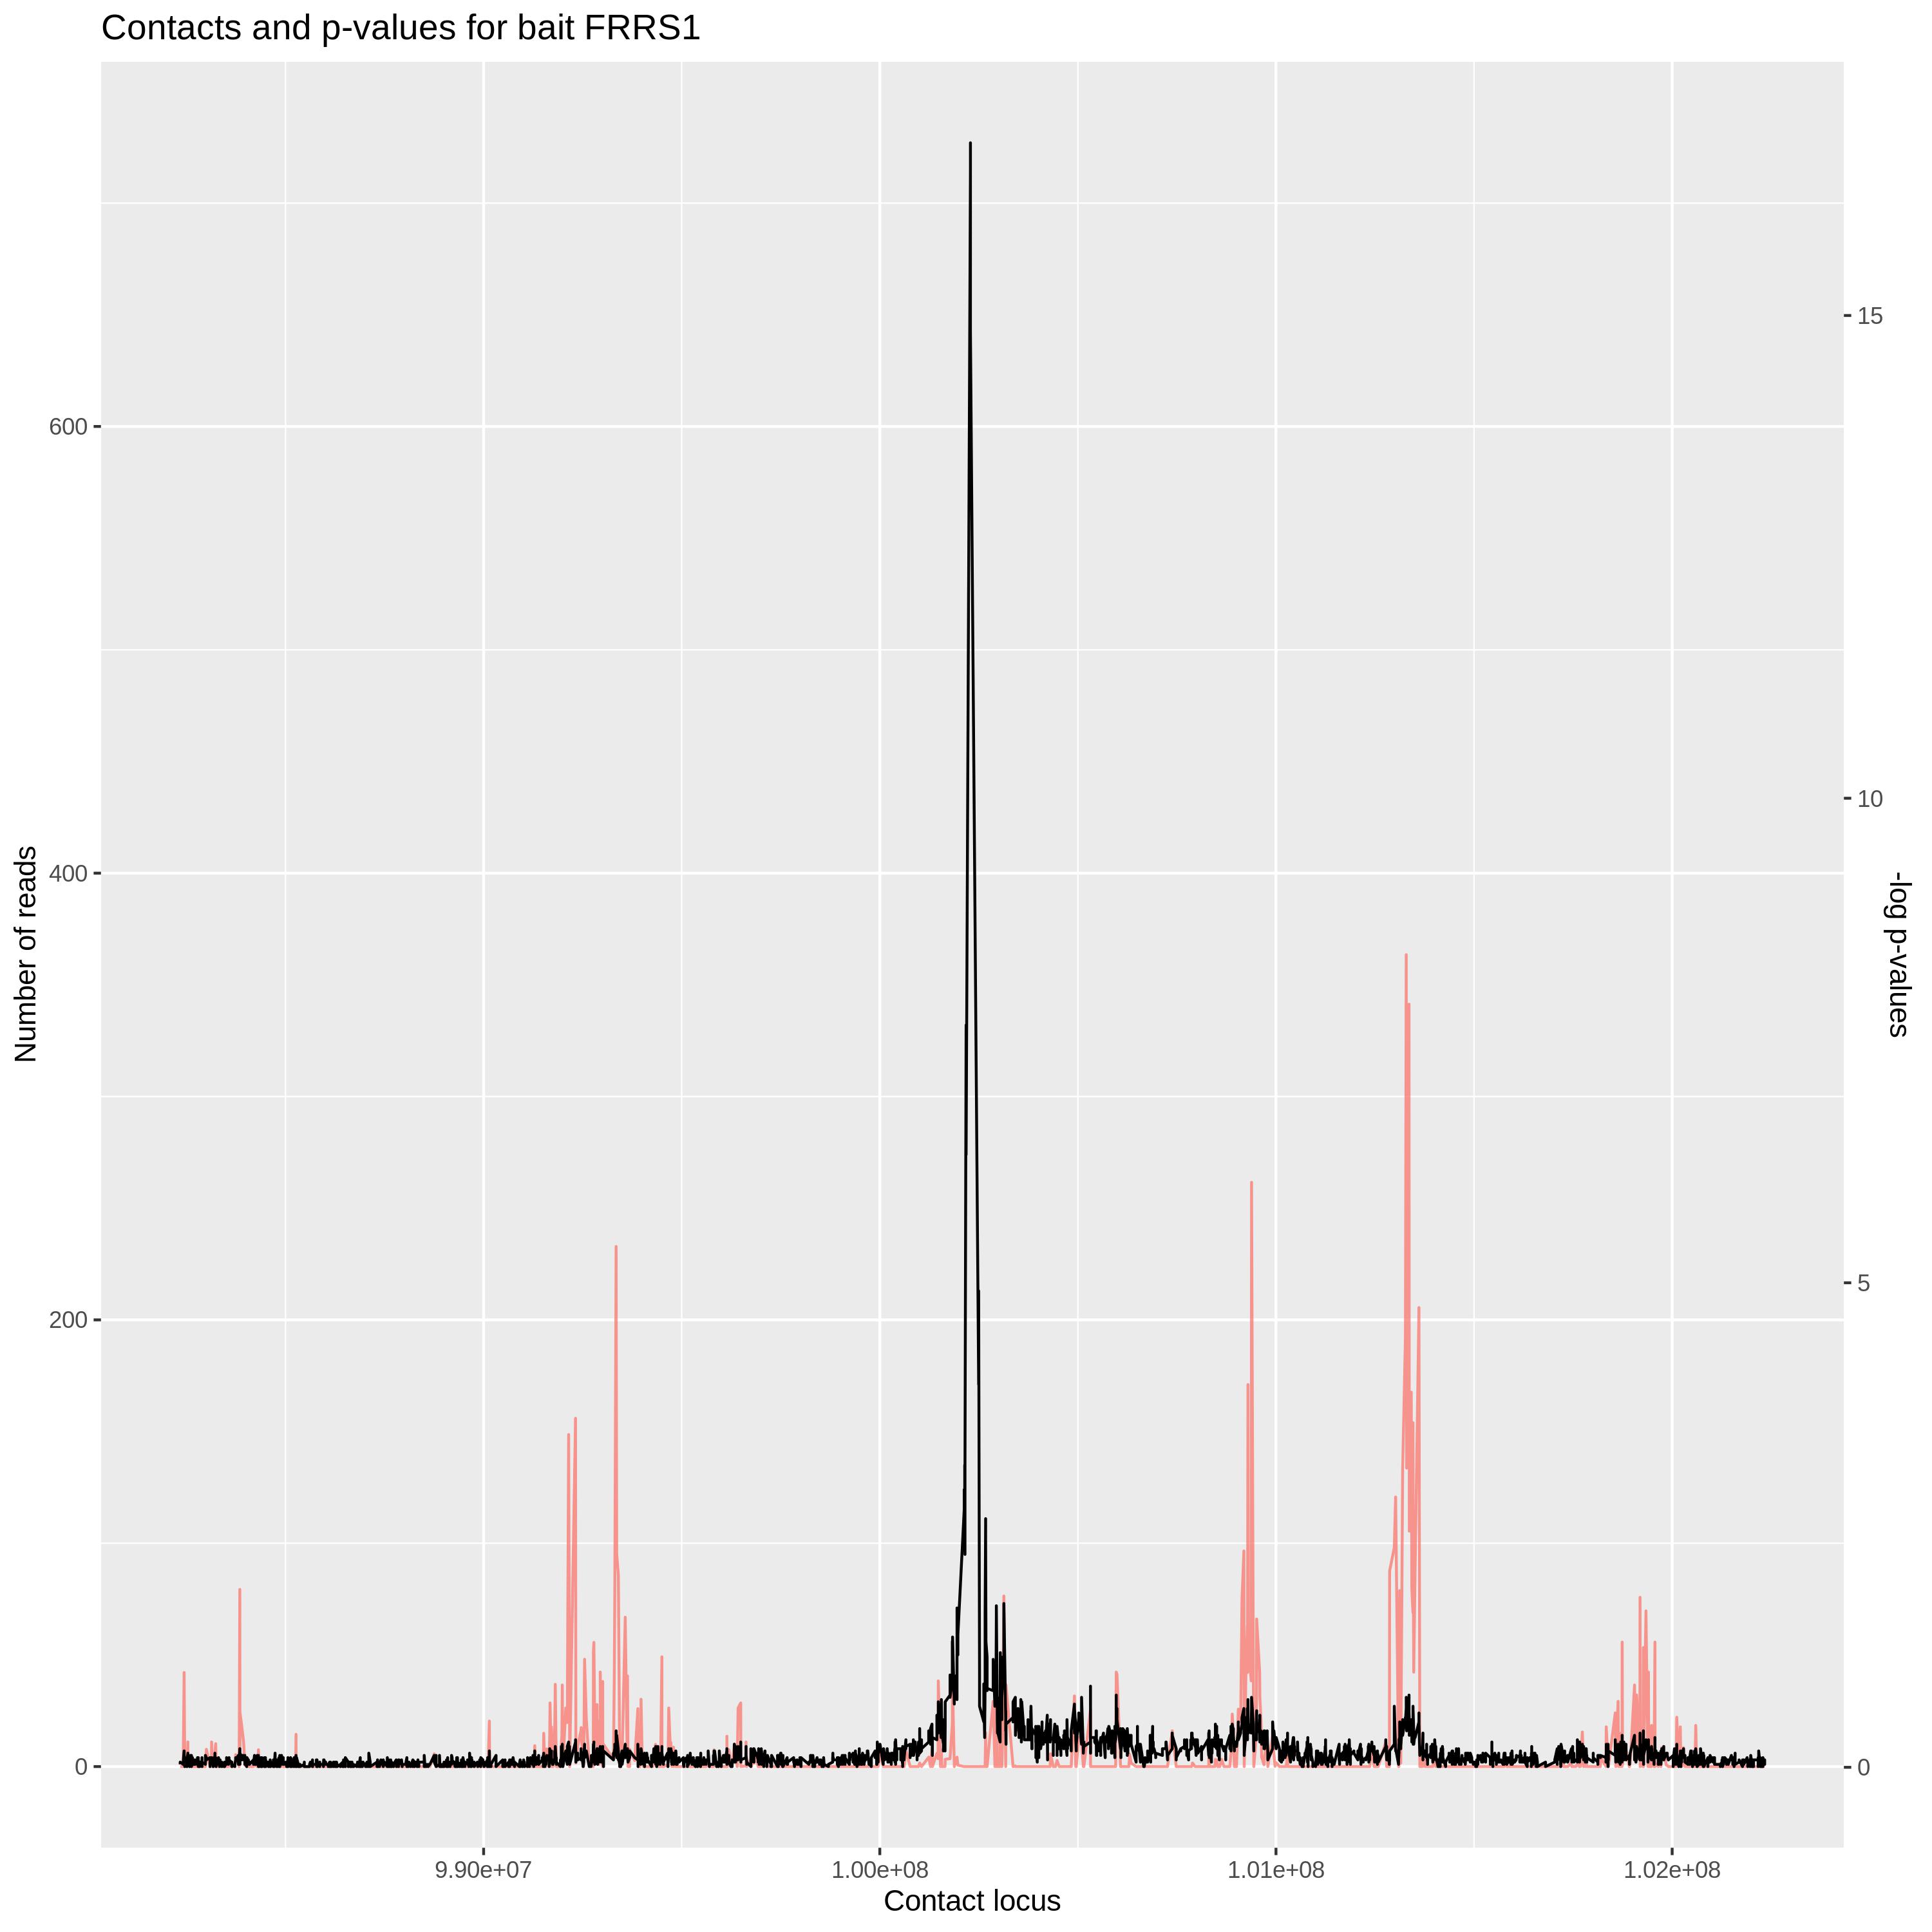 Contacts and p-values for bait FRRS1
Number of reads
600
400
200
0
15
10
5
0
-log p-values
9.90e+07
1.00e+08
1.01e+08
1.02e+08
Contact locus